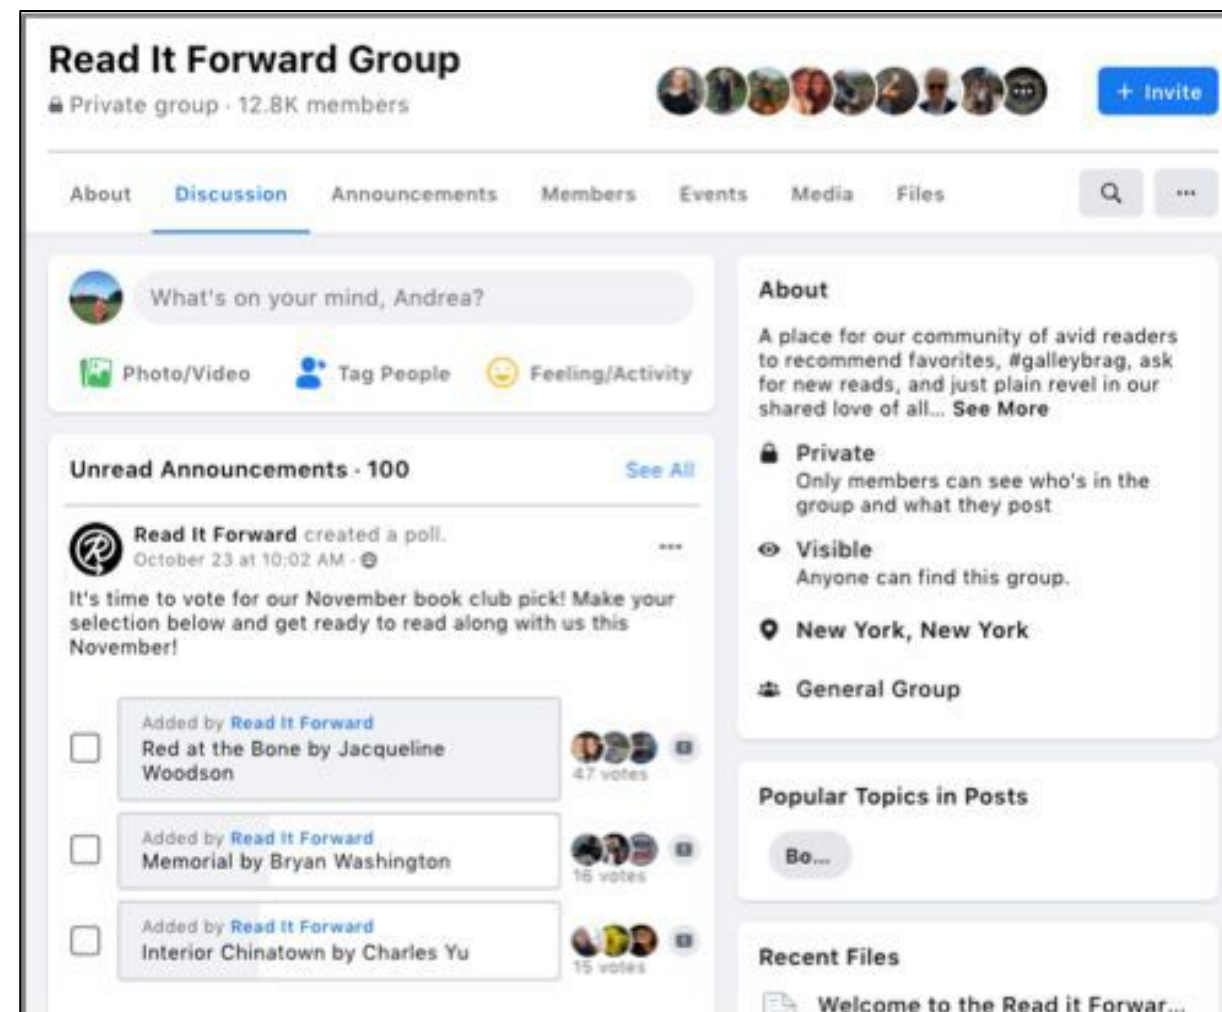 Read It Forward Group
Private group · 12.8K members
+ Invite
About
Discussion
Announcements
Members
Events
Media
Files
What's on your mind, Andrea?
Photo/Video
Tag People
Feeling/Activity
Unread Announcements · 100
See All
Read It Forward created a poll.
October 23 at 10:02 AM ·
It's time to vote for our November book club pick! Make your
selection below and get ready to read along with us this
November!
Added by Read It Forward
Red at the Bone by Jacqueline
Woodson
47 votes
Added by Read It Forward
Memorial by Bryan Washington
16 votes
Added by Read It Forward
Interior Chinatown by Charles Yu
15 votes
About
A place for our community of avid readers
to recommend favorites, #galleybrag, ask
for new reads, and just plain revel in our
shared love of all... See More
Private
Only members can see who's in the
group and what they post
Visible
Anyone can find this group.
New York, New York
General Group
Popular Topics in Posts
Bo...
Recent Files
Welcome to the Read it Forwar...